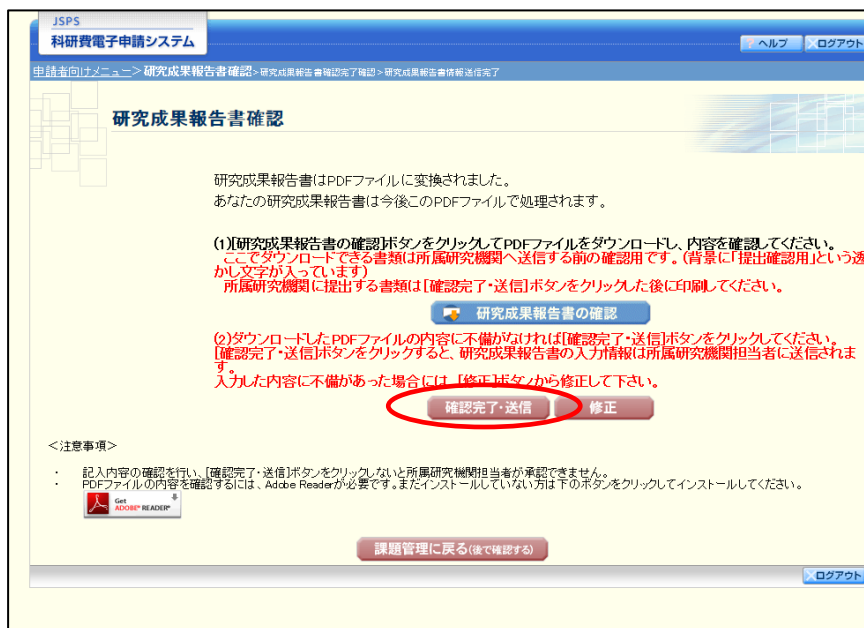 JSPS
科研費電子申請システム
? ヘルプ
ログアウト
申請者向けメニュー>研究成果報告書確認>研究成果報告書確認完了確認>研究成果報告書情報送信完了
研究成果報告書確認
研究成果報告書はPDFファイルに変換されました。
あなたの研究成果報告書は今後このPDFファイルで処理されます。
(1)[研究成果報告書の確認]ボタンをクリックしてPDFファイルをダウンロードし、内容を確認してください。
ここでダウンロードできる書類は所属研究機関へ送信する前の確認用です。(背景に「提出確認用」という透
かし文字が入っています)
所属研究機関に提出する書類は[確認完了・送信]ボタンをクリックした後に印刷してください。
研究成果報告書の確認
(2)ダウンロードしたPDFファイルの内容に不備がなければ[確認完了・送信]ボタンをクリックしてください。
[確認完了・送信]ボタンをクリックすると、研究成果報告書の入力情報は所属研究機関担当者に送信されま
す。
入力した内容に不備があった場合には、[修正]ボタンから修正して下さい。
確認完了・送信
修正
<注意事項>
・ 記入内容の確認を行い、[確認完了・送信]ボタンをクリックしないと所属研究機関担当者が承認できません。
・ PDFファイルの内容を確認するには、Adobe Readerが必要です。まだインストールしていない方は下のボタンをクリックしてインストールしてください。
Get
ADOBE® READER®
課題管理に戻る(後で確認する)
ログアウト